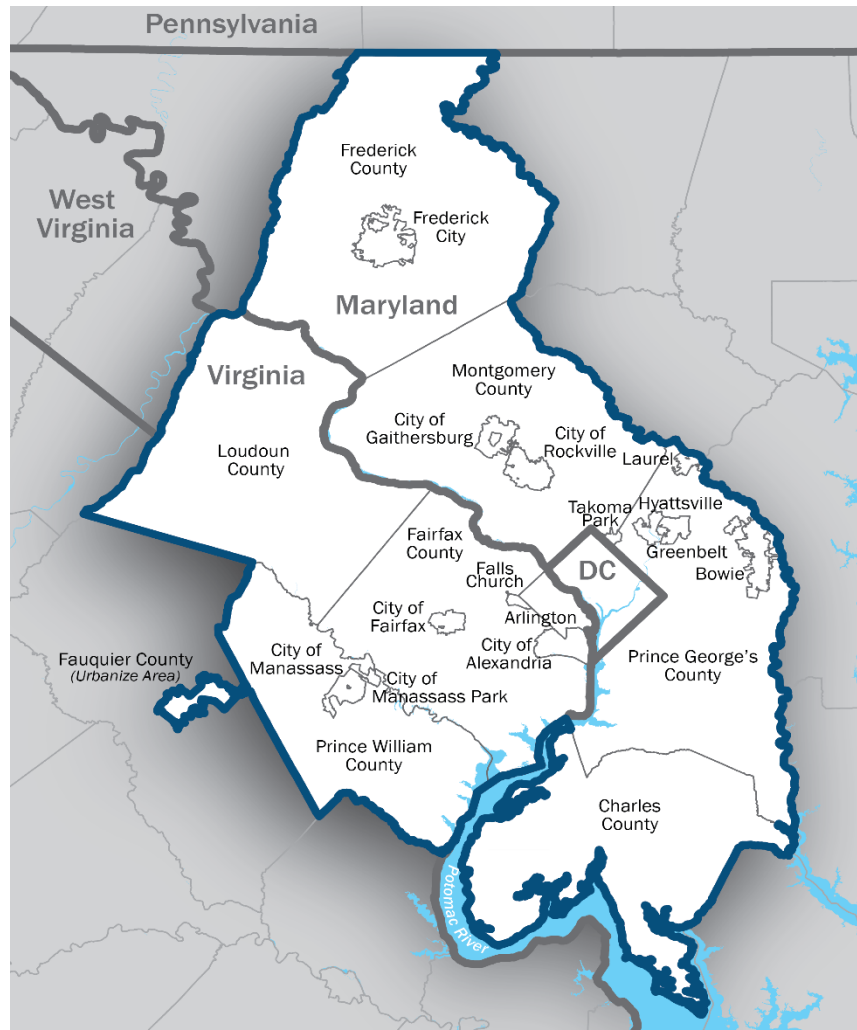 Pennsylvania
West
Virginia
Frederick
County
Frederick
City
Maryland
Virginia
Montgomery
County
City of
Gaithersburg
City of
Rockville
Loudoun
County
Laurel
Takoma
Park
Hyattsville
Greenbelt
Bowie
Fairfax
County
Falls
Church
DC
Arlington
City of
Fairfax
City of
Alexandria
City of
Manassass
Fauquier County
(Urbanize Area)
City of
Manassass Park
Prince George's
County
Prince William
County
Charles
County
Potomac River